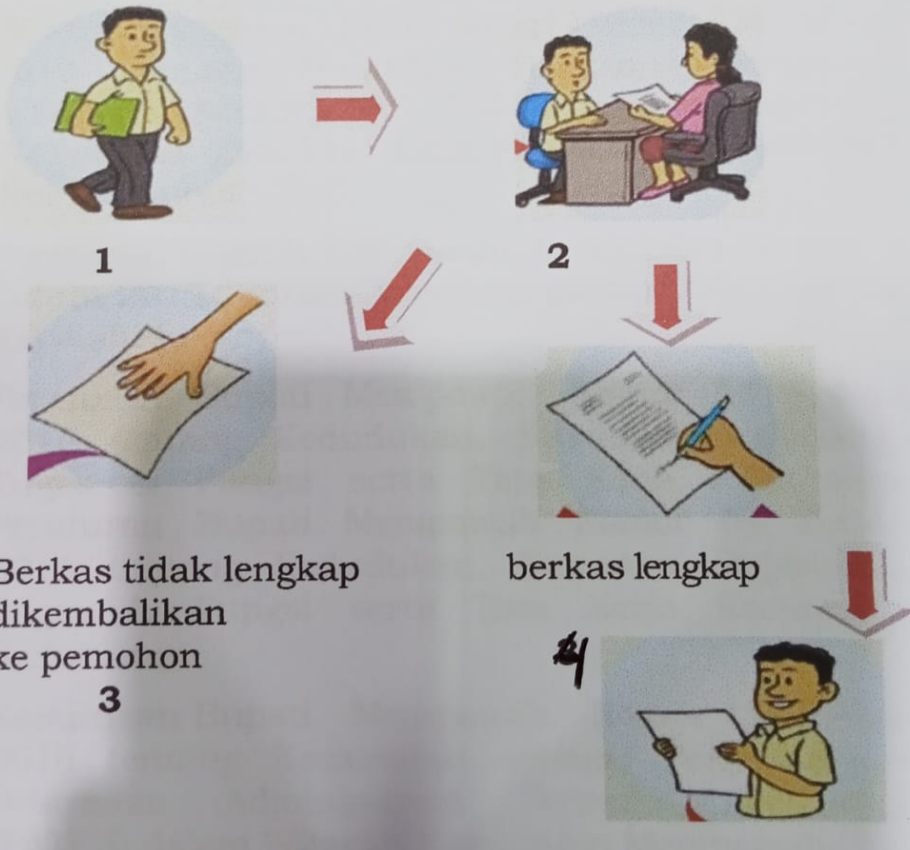 1
2
Berkas tidak lengkap
dikembalikan
ke pemohon
3
berkas lengkap
4